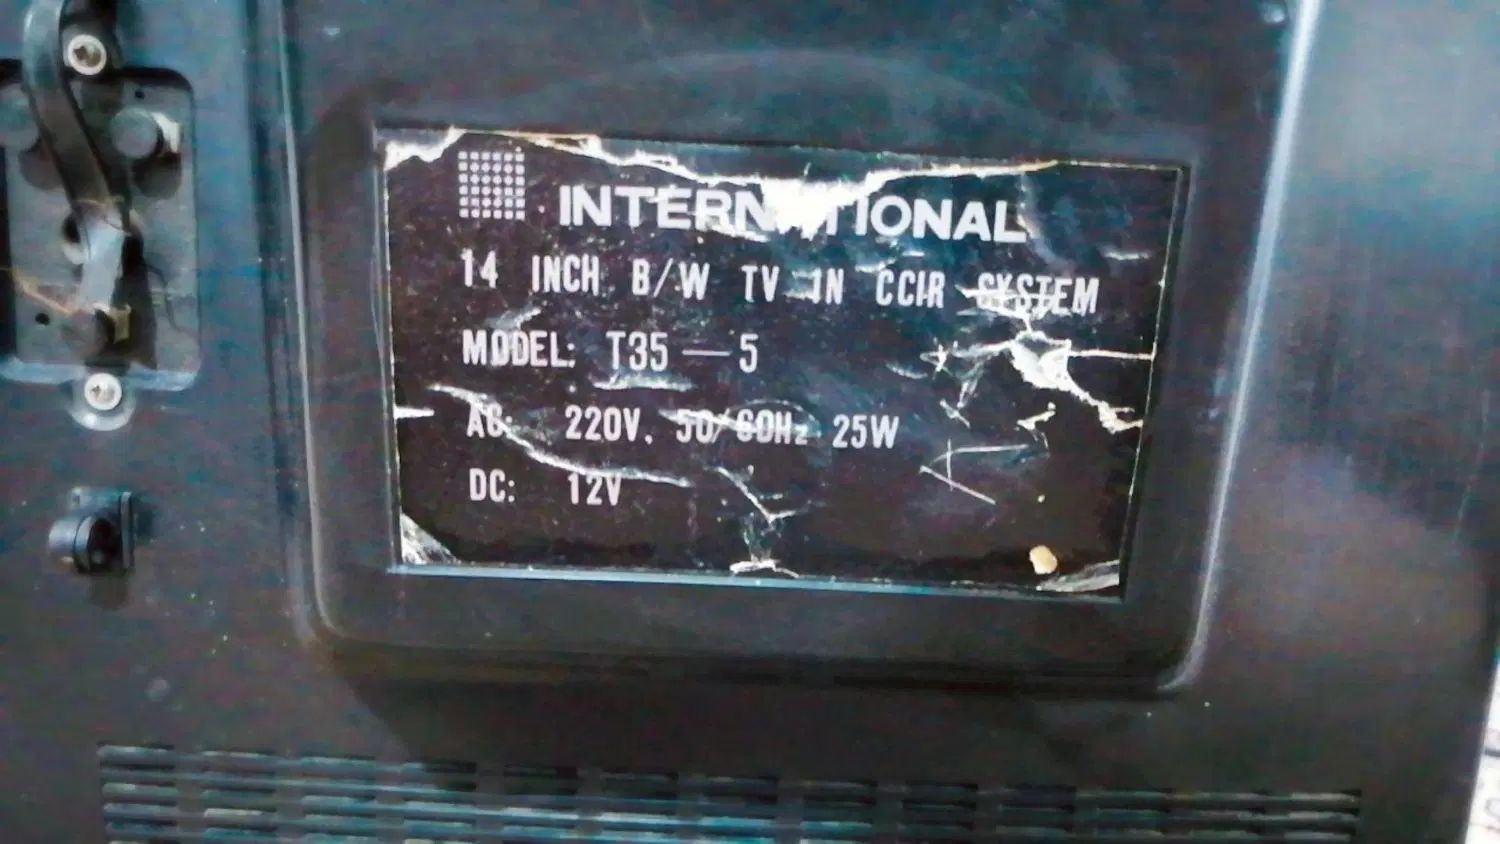 INTERNATIONAL
14 INCH B/W TV IN CCIR SYSTEM
MODEL: T35 — 5
AC: 220V, 50/60Hz 25W
DC: 12V